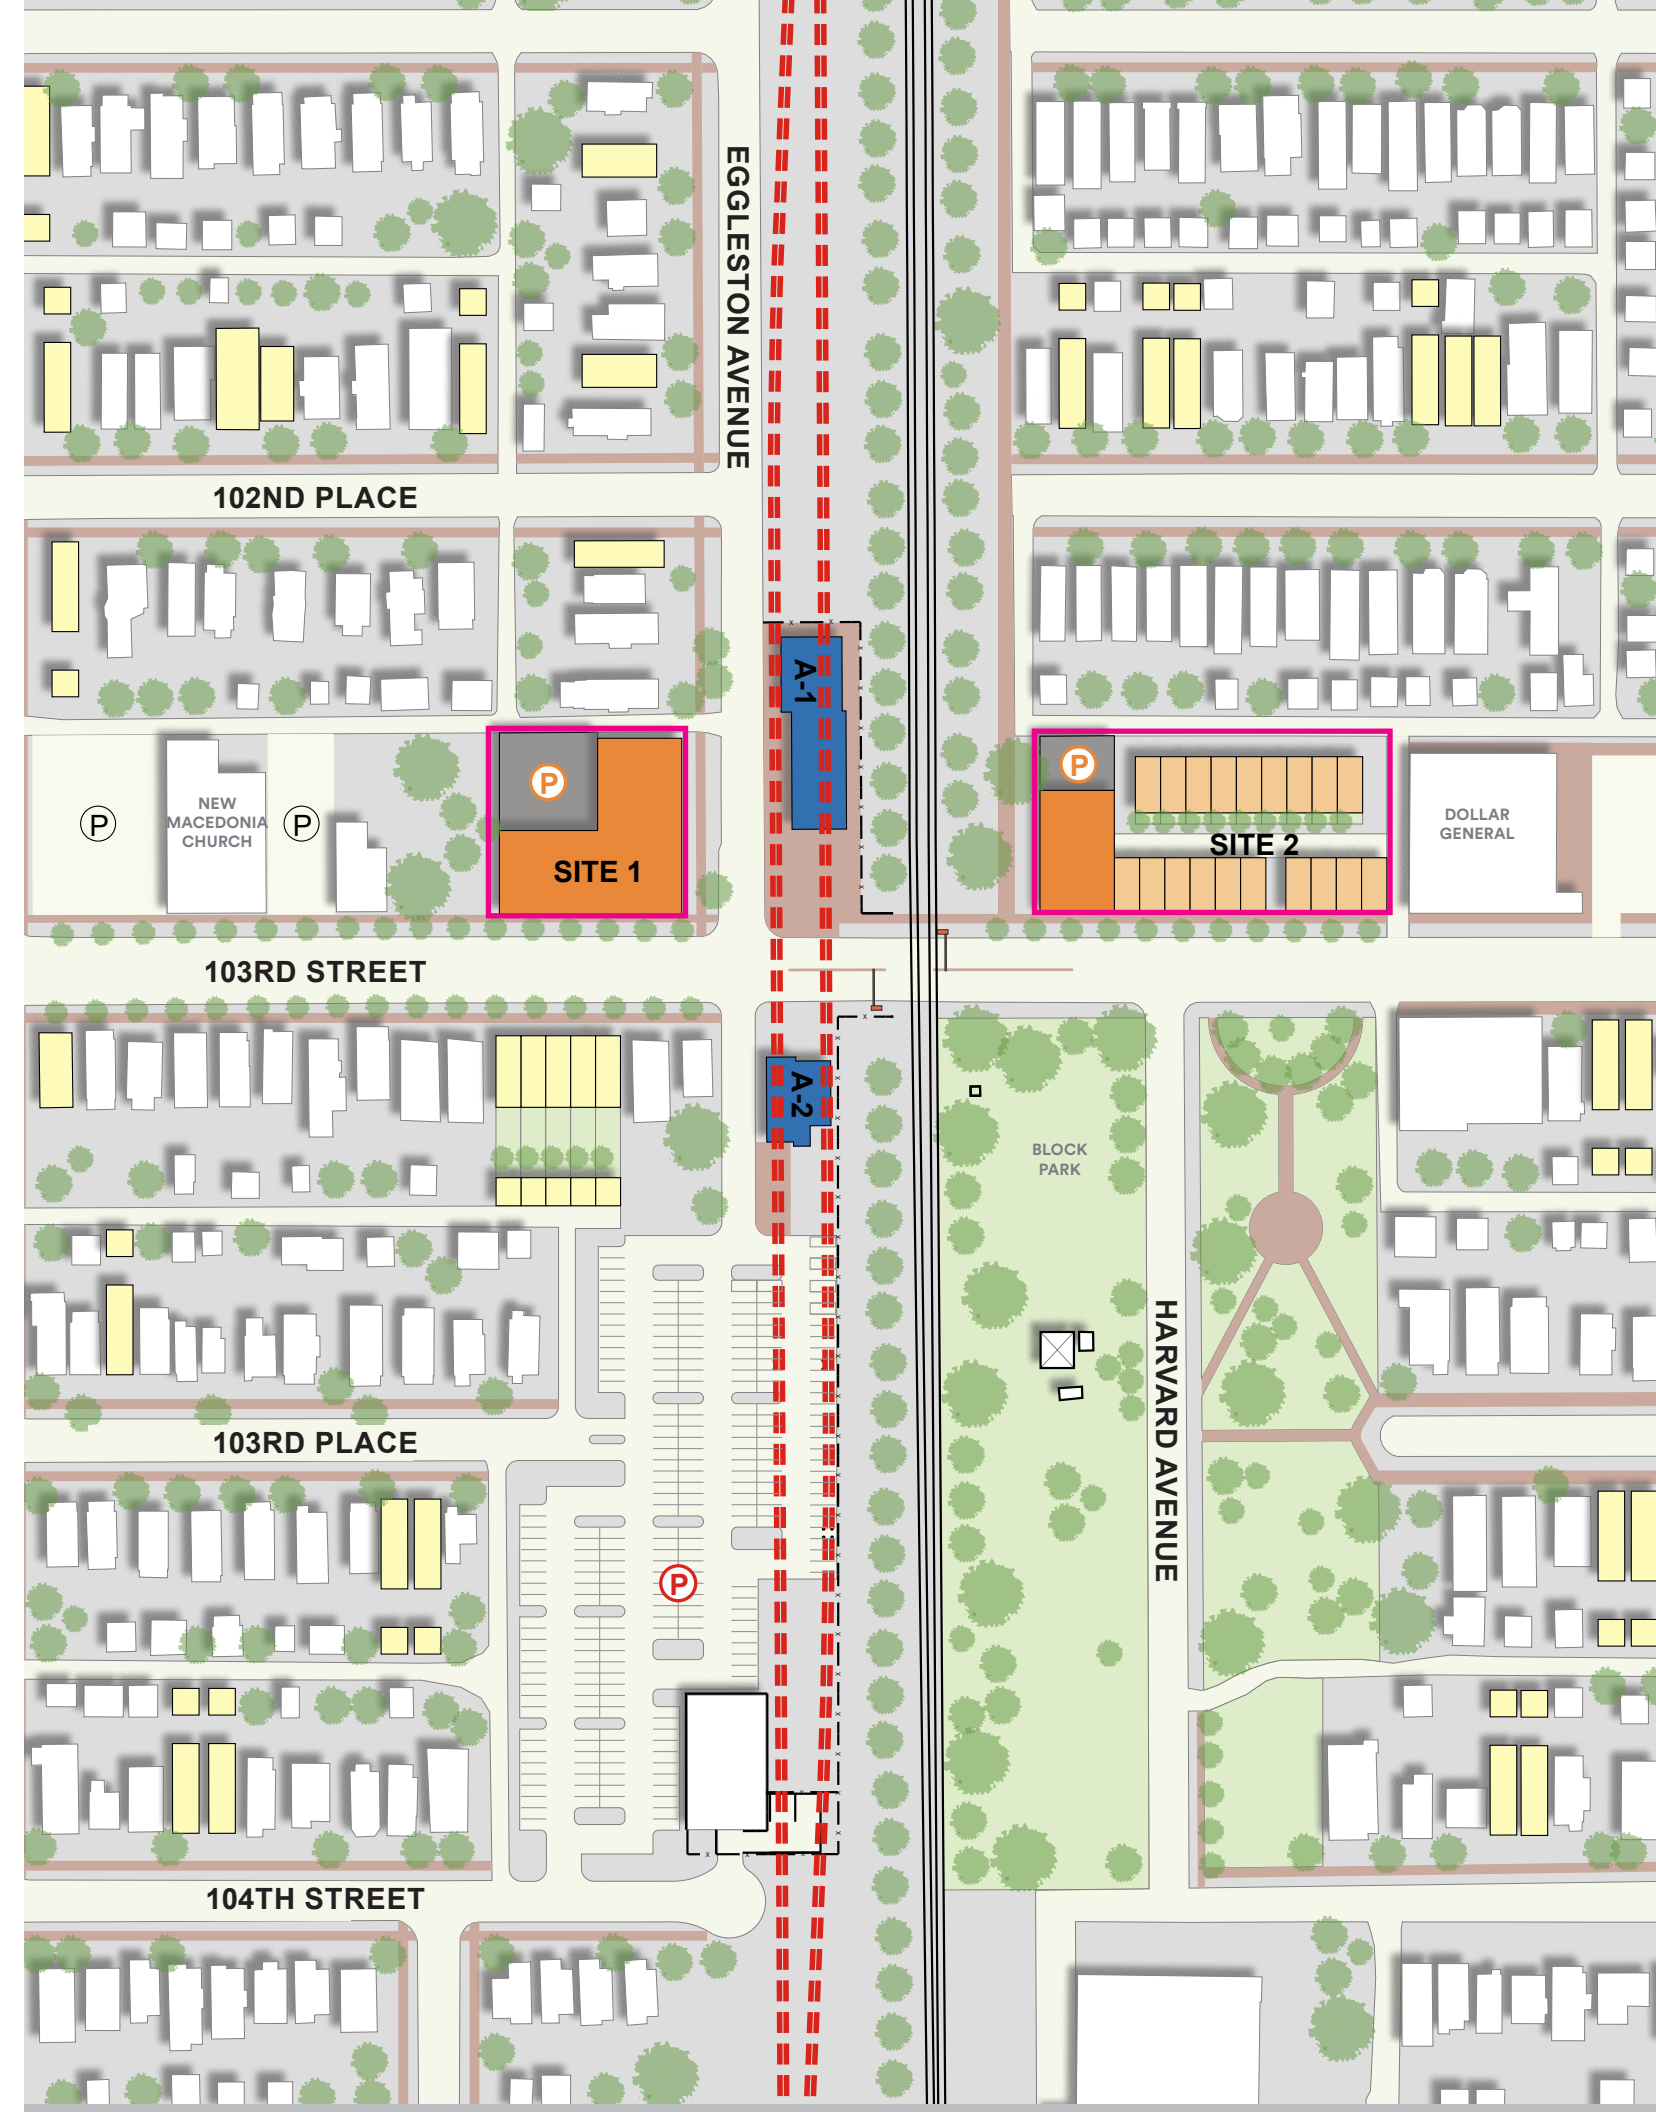 EGGLESTON AVENUE
102ND PLACE
A-1
P
P
NEW
MACEDONIA
CHURCH
P
P
SITE 1
SITE 2
DOLLAR
GENERAL
103RD STREET
A-2
BLOCK
PARK
HARVARD AVENUE
103RD PLACE
P
104TH STREET